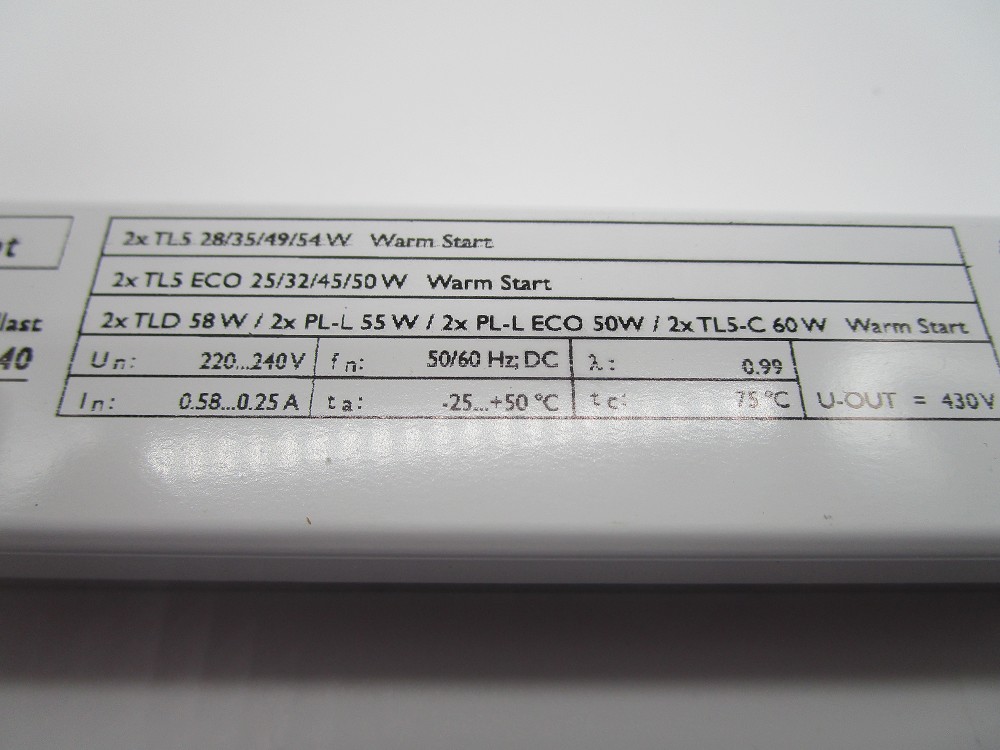 2x TL5 28/35/49/54 W Warm Start
2x TL5 ECO 25/32/45/50 W Warm Start
2x TLD 58 W / 2x PL-L 55 W / 2x PL-L ECO 50W / 2x TL5-C 60 W Warm Start
Un: 220...240 V fn: 50/60 Hz; DC λ: 0.99
In: 0.58...0.25 A ta: -25...+50 °C tc: 75 °C U-OUT = 430 V
40